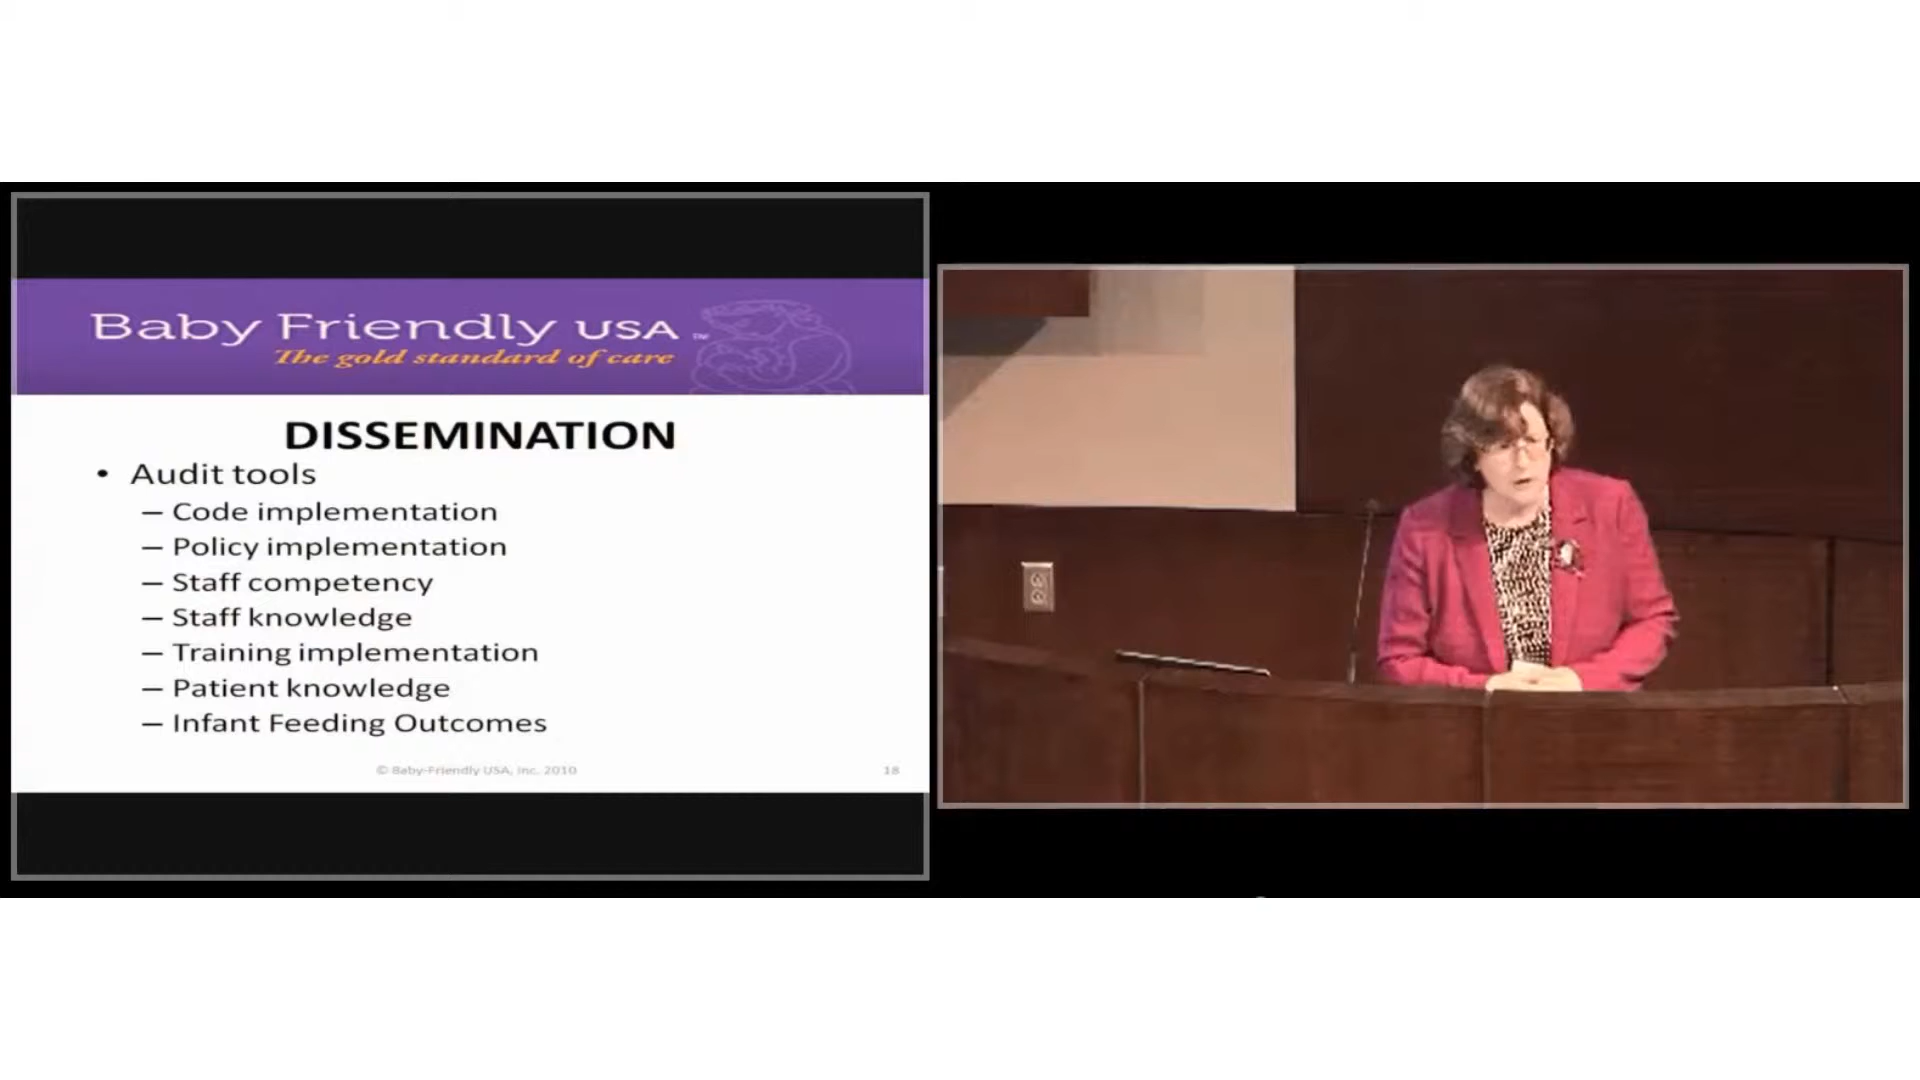 Baby Friendly USA™
The gold standard of care
DISSEMINATION
• Audit tools
– Code implementation
– Policy implementation
– Staff competency
– Staff knowledge
– Training implementation
– Patient knowledge
– Infant Feeding Outcomes
© Baby-Friendly USA, Inc. 2010
18